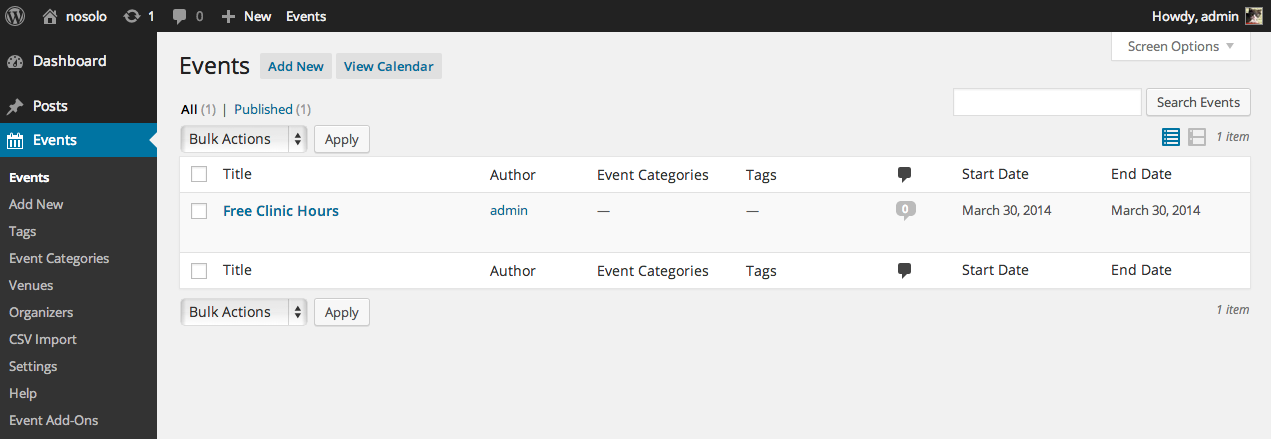 nosolo 1 0 New Events Howdy, admin
Screen Options
Dashboard
Posts
Events
Events
Add New
Tags
Event Categories
Venues
Organizers
CSV Import
Settings
Help
Event Add-Ons
Events Add New View Calendar
All (1) | Published (1)
Search Events
Bulk Actions Apply
1 item
Title Author Event Categories Tags Start Date End Date
Free Clinic Hours admin — — 0 March 30, 2014 March 30, 2014
Title Author Event Categories Tags Start Date End Date
Bulk Actions Apply
1 item